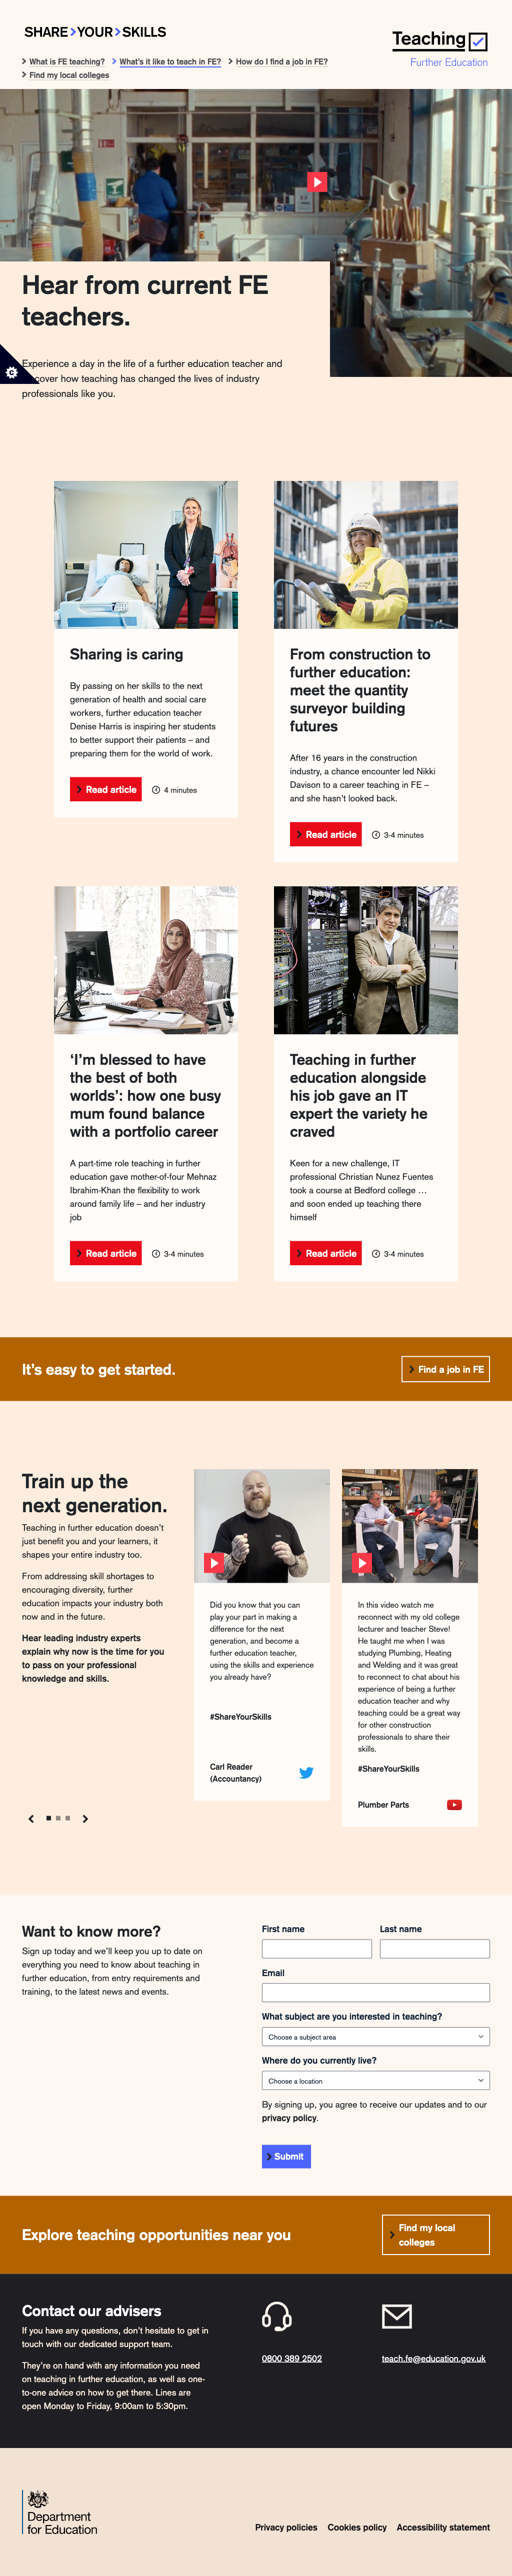 SHARE YOUR SKILLS
Teaching
Further Education
What is FE teaching?
What's it like to teach in FE?
How do I find a job in FE?
Find my local colleges
Hear from current FE
teachers.
Experience a day in the life of a further education teacher and
cover how teaching has changed the lives of industry
professionals like you.
Sharing is caring
By passing on her skills to the next
generation of health and social care
workers, further education teacher
Denise Harris is inspiring her students
to better support their patients – and
preparing them for the world of work.
Read article
4 minutes
From construction to
further education:
meet the quantity
surveyor building
futures
After 16 years in the construction
industry, a chance encounter led Nikki
Davison to a career teaching in FE –
and she hasn't looked back.
Read article
3-4 minutes
‘I'm blessed to have
the best of both
worlds’: how one busy
mum found balance
with a portfolio career
A part-time role teaching in further
education gave mother-of-four Mehnaz
Ibrahim-Khan the flexibility to work
around family life – and her industry
job
Read article
3-4 minutes
Teaching in further
education alongside
his job gave an IT
expert the variety he
craved
Keen for a new challenge, IT
professional Christian Nunez Fuentes
took a course at Bedford college …
and soon ended up teaching there
himself
Read article
3-4 minutes
It's easy to get started.
Find a job in FE
Train up the
next generation.
Teaching in further education doesn't
just benefit you and your learners, it
shapes your entire industry too.
From addressing skill shortages to
encouraging diversity, further
education impacts your industry both
now and in the future.
Hear leading industry experts
explain why now is the time for you
to pass on your professional
knowledge and skills.
Did you know that you can
play your part in making a
difference for the next
generation, and become a
further education teacher,
using the skills and experience
you already have?
#ShareYourSkills
Carl Reader
(Accountancy)
In this video watch me
reconnect with my old college
lecturer and teacher Steve!
He taught me when I was
studying Plumbing, Heating
and Welding and it was great
to reconnect to chat about his
experience of being a further
education teacher and why
teaching could be a great way
for other construction
professionals to share their
skills.
#ShareYourSkills
Plumber Parts
Want to know more?
Sign up today and we'll keep you up to date on
everything you need to know about teaching in
further education, from entry requirements and
training, to the latest news and events.
First name
Last name
Email
What subject are you interested in teaching?
Choose a subject area
Where do you currently live?
Choose a location
By signing up, you agree to receive our updates and to our
privacy policy.
Submit
Explore teaching opportunities near you
Find my local
colleges
Contact our advisers
If you have any questions, don't hesitate to get in
touch with our dedicated support team.
They're on hand with any information you need
on teaching in further education, as well as one-
to-one advice on how to get there. Lines are
open Monday to Friday, 9:00am to 5:30pm.
0800 389 2502
teach.fe@education.gov.uk
Department
for Education
Privacy policies
Cookies policy
Accessibility statement